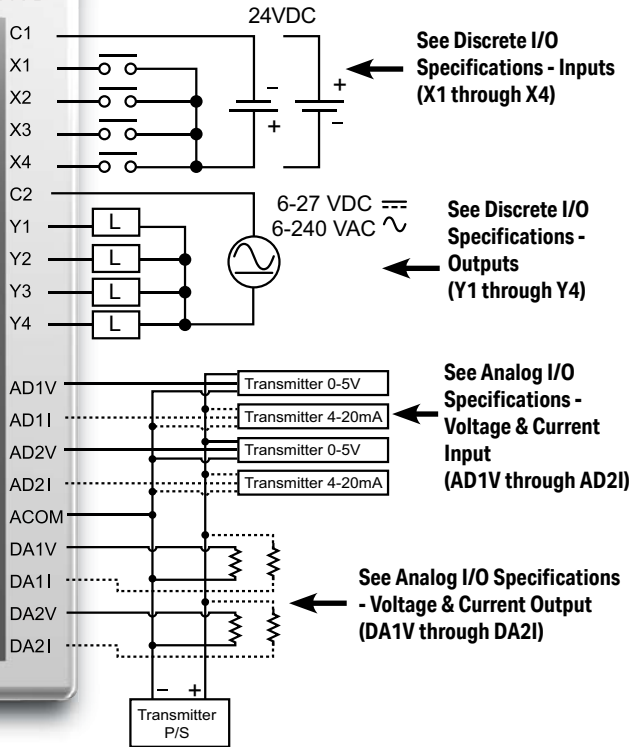 24VDC
C1
X1
X2
X3
X4
- + + -
See Discrete I/O
Specifications - Inputs
(X1 through X4)
C2
Y1
Y2
Y3
Y4
L
L
L
L
6-27 VDC ⎓
6-240 VAC ∿
See Discrete I/O
Specifications -
Outputs
(Y1 through Y4)
AD1V
AD1I
AD2V
AD2I
ACOM
DA1V
DA1I
DA2V
DA2I
Transmitter 0-5V
Transmitter 4-20mA
Transmitter 0-5V
Transmitter 4-20mA
See Analog I/O
Specifications -
Voltage & Current
Input
(AD1V through AD2I)
See Analog I/O Specifications
- Voltage & Current Output
(DA1V through DA2I)
- +
Transmitter
P/S